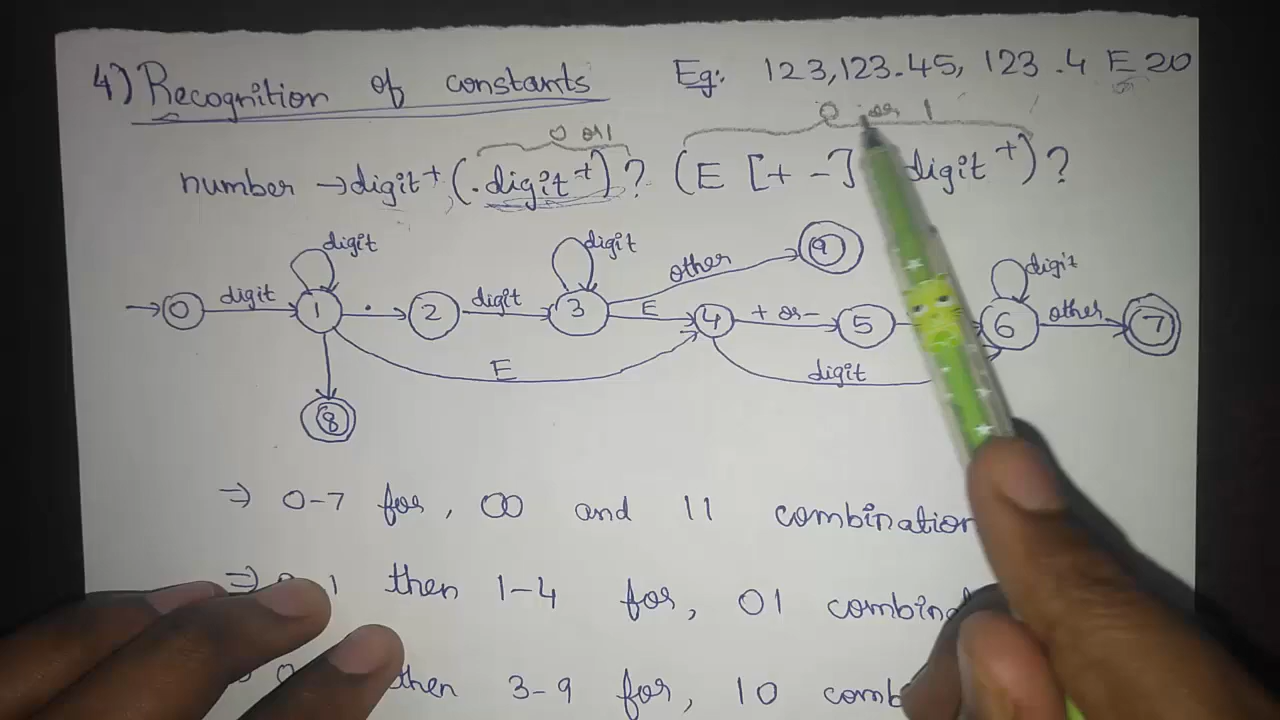 4) Recognition of constants Eg: 123, 123.45, 123.4 E 20
0 or 1 0 or 1
number → digit+ (.digit+)? (E [+ -] digit+)?
digit digit digit
0 digit 1 . 2 digit 3 other 9
E 4 + or - 5 6 other 7
E digit
8
⇒ 0-7 for, 00 and 11 combination
⇒ 1 then 1-4 for, 01
then 3-9 for, 10